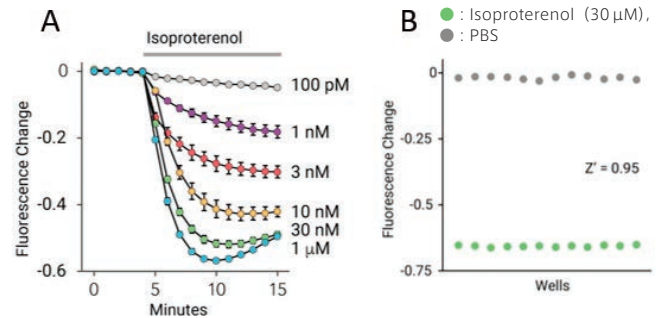 A
Isoproterenol
Fluorescence Change
0
-0.2
-0.4
-0.6
0
5
10
15
Minutes
100 pM
1 nM
3 nM
10 nM
30 nM
1 μM
B
: Isoproterenol (30 μM),
: PBS
Fluorescence Change
0
-0.25
-0.5
-0.75
Z' = 0.95
Wells